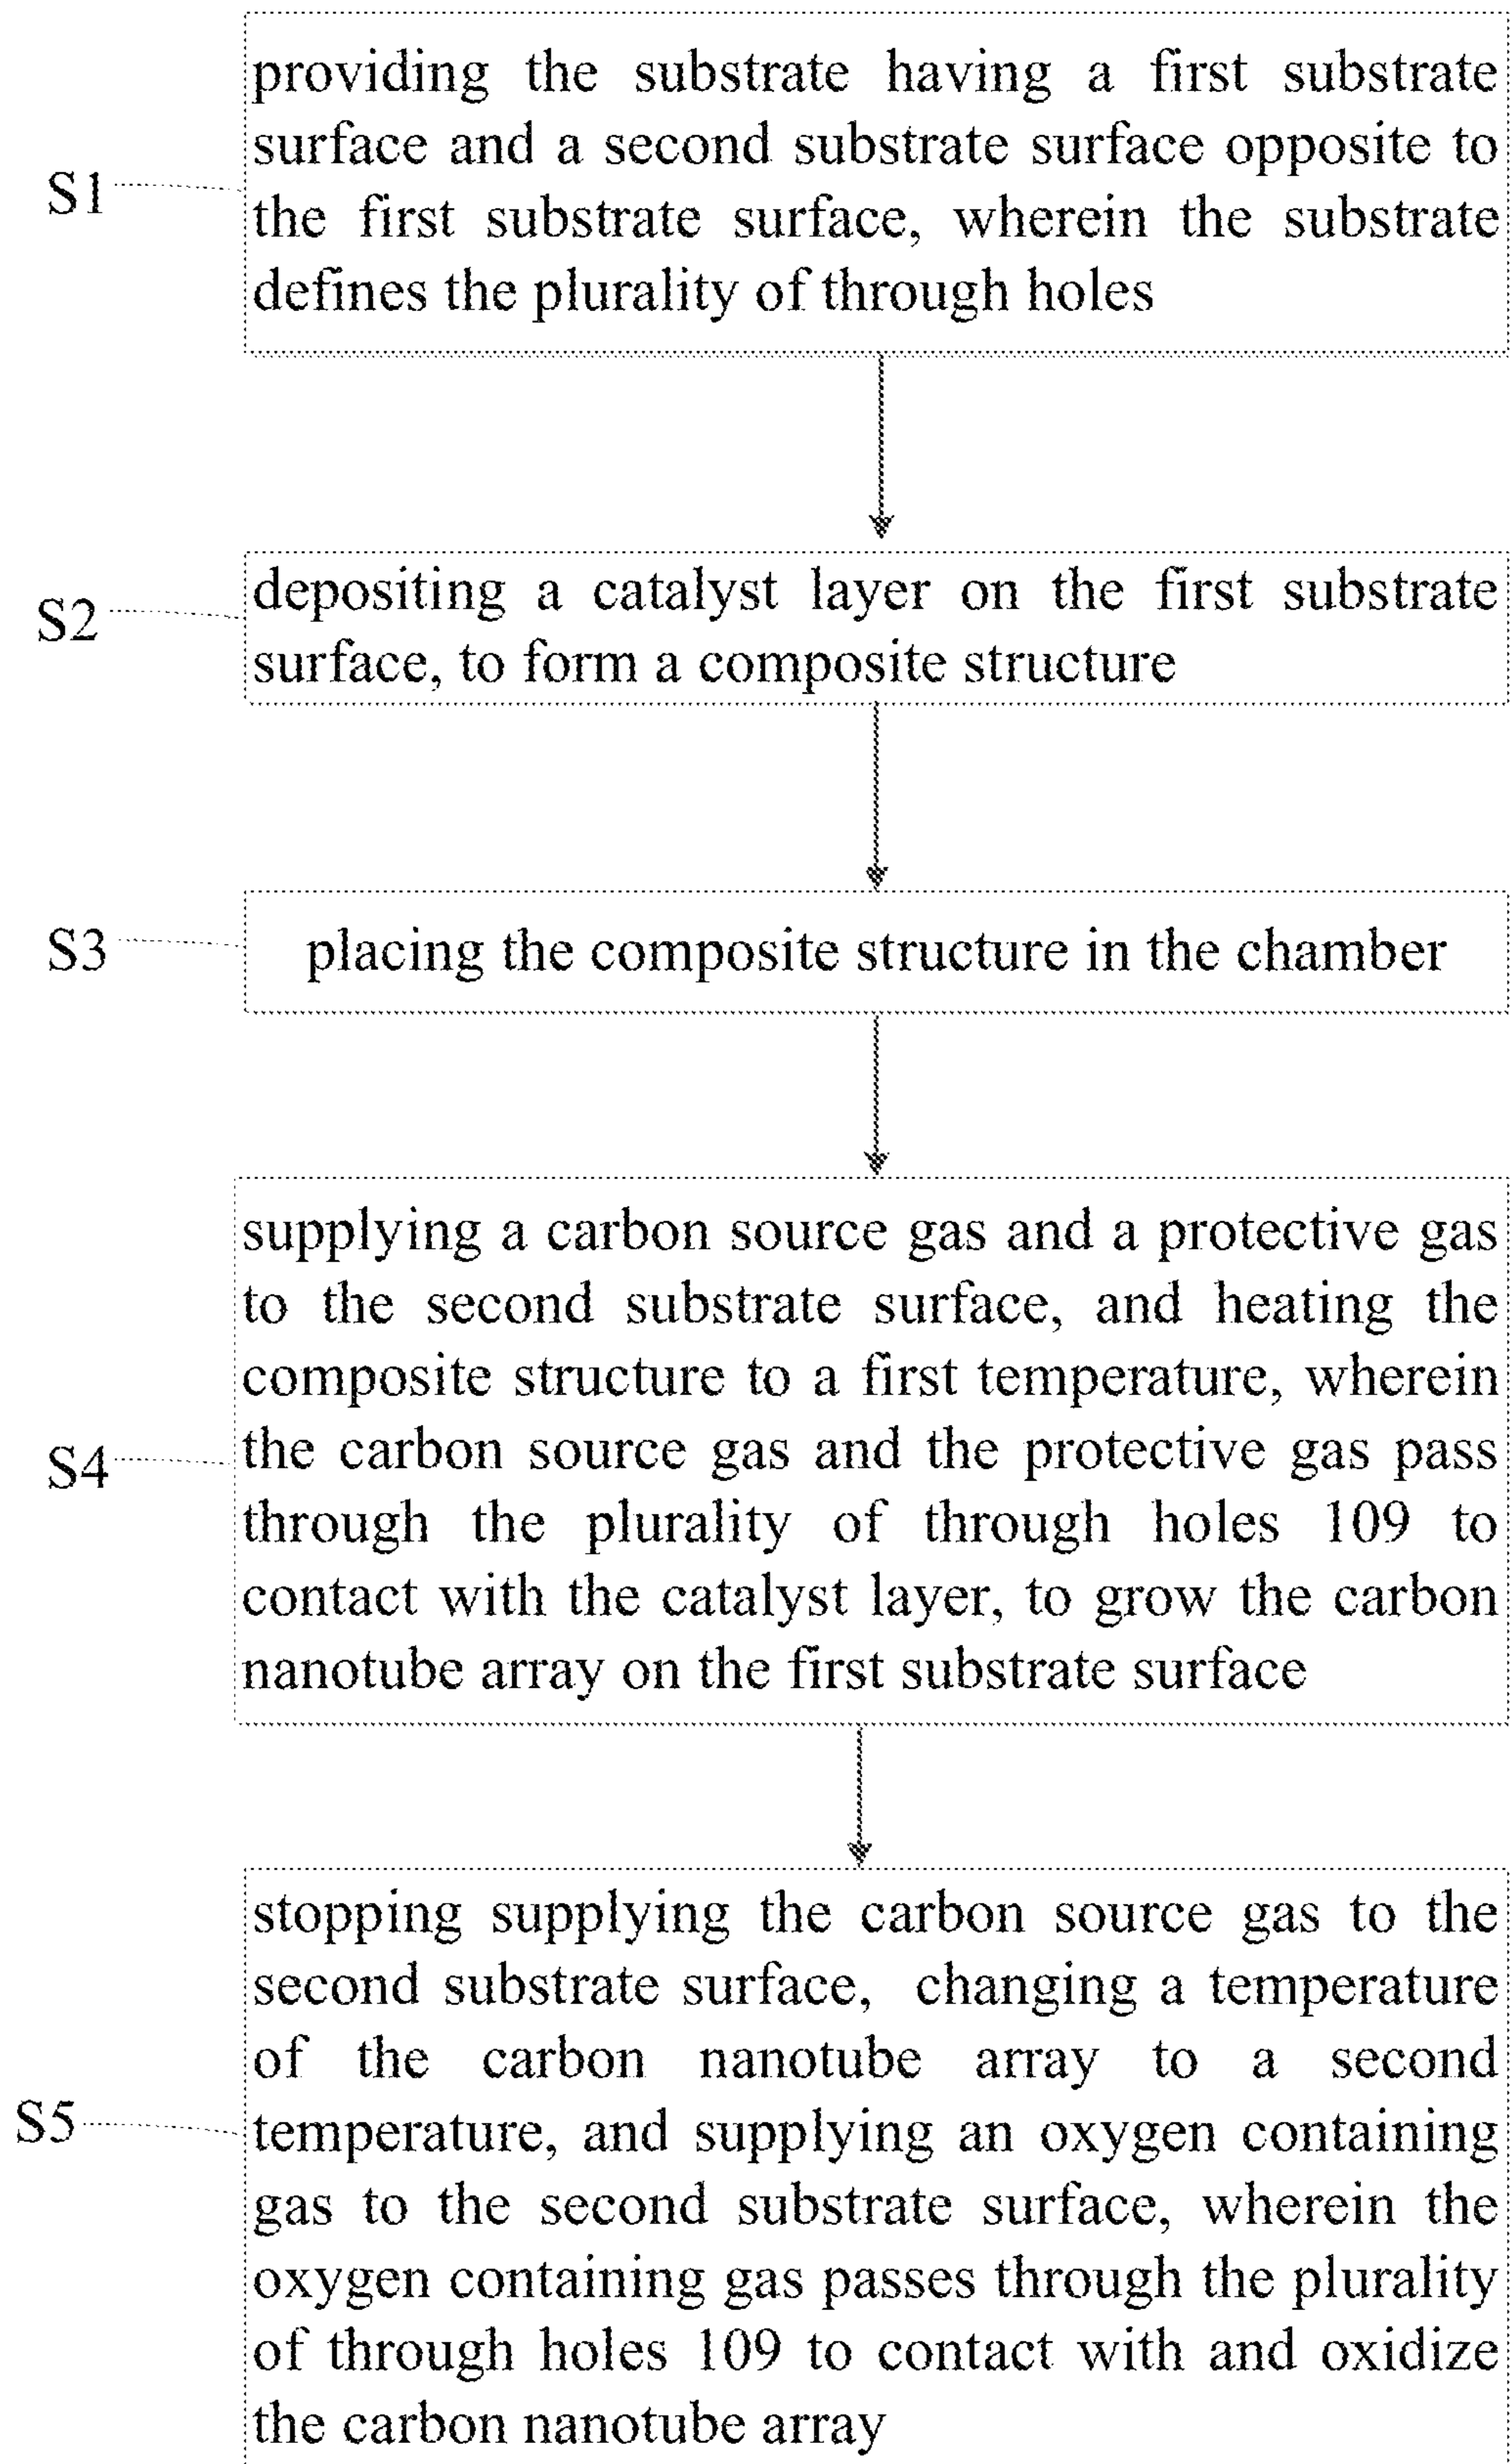 providing the substrate having a first substrate
surface and a second substrate surface opposite to
S1
the first substrate surface, wherein the substrate
defines the plurality of through holes
depositing a catalyst layer on the first substrate
S2
surface, to form a composite structure
S3
placing the composite structure in the chamber
supplying a carbon source gas and a protective gas
to the second substrate surface, and heating the
composite structure to a first temperature, wherein
S4
the carbon source gas and the protective gas pass
through the plurality of through holes 109 to
contact with the catalyst layer, to grow the carbon
nanotube array on the first substrate surface
stopping supplying the carbon source gas to the
second substrate surface, changing a temperature
of the carbon nanotube array to a second
S5
temperature, and supplying an oxygen containing
gas to the second substrate surface, wherein the
oxygen containing gas passes through the plurality
of through holes 109 to contact with and oxidize
the carbon nanotube array